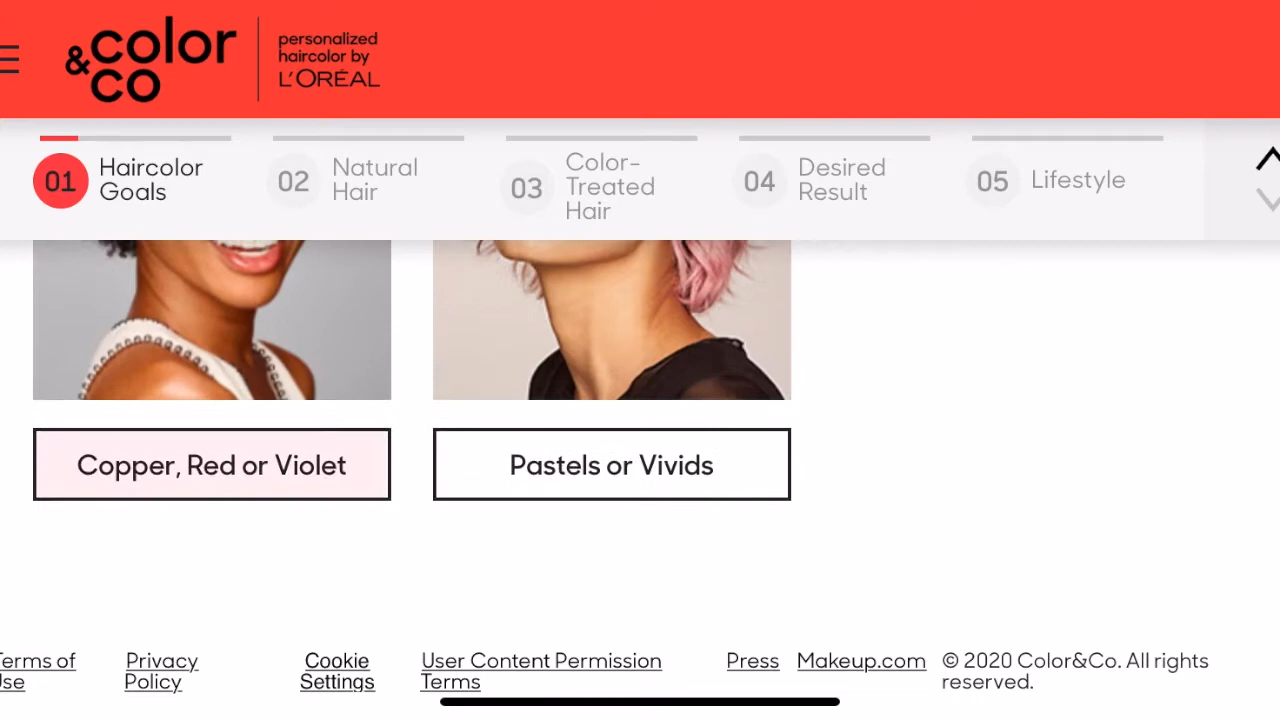 &color
co
personalized
haircolor by
L'ORÉAL
01 Haircolor
Goals
02 Natural
Hair
03 Color-
Treated
Hair
04 Desired
Result
05 Lifestyle
Copper, Red or Violet
Pastels or Vivids
Terms of
Use
Privacy
Policy
Cookie
Settings
User Content Permission
Terms
Press
Makeup.com
© 2020 Color&Co. All rights
reserved.